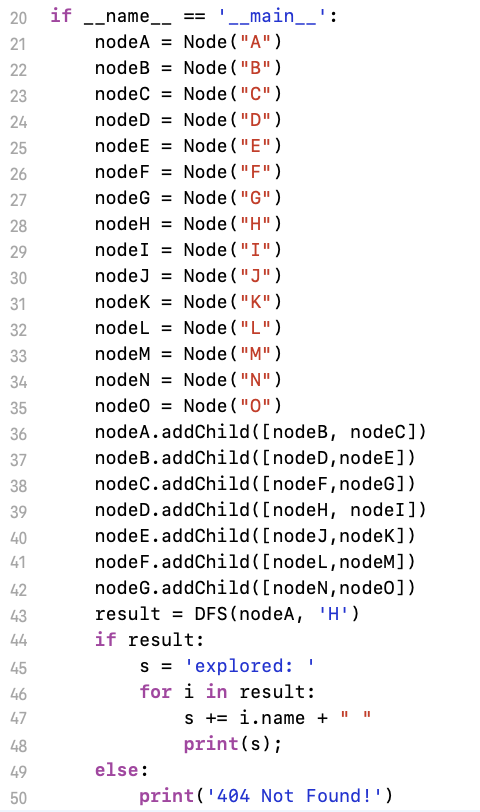 20 if __name__ == '__main__':
21     nodeA = Node("A")
22     nodeB = Node("B")
23     nodeC = Node("C")
24     nodeD = Node("D")
25     nodeE = Node("E")
26     nodeF = Node("F")
27     nodeG = Node("G")
28     nodeH = Node("H")
29     nodeI = Node("I")
30     nodeJ = Node("J")
31     nodeK = Node("K")
32     nodeL = Node("L")
33     nodeM = Node("M")
34     nodeN = Node("N")
35     nodeO = Node("O")
36     nodeA.addChild([nodeB, nodeC])
37     nodeB.addChild([nodeD,nodeE])
38     nodeC.addChild([nodeF,nodeG])
39     nodeD.addChild([nodeH, nodeI])
40     nodeE.addChild([nodeJ,nodeK])
41     nodeF.addChild([nodeL,nodeM])
42     nodeG.addChild([nodeN,nodeO])
43     result = DFS(nodeA, 'H')
44     if result:
45         s = 'explored: '
46         for i in result:
47             s += i.name + " "
48             print(s);
49     else:
50         print('404 Not Found!')